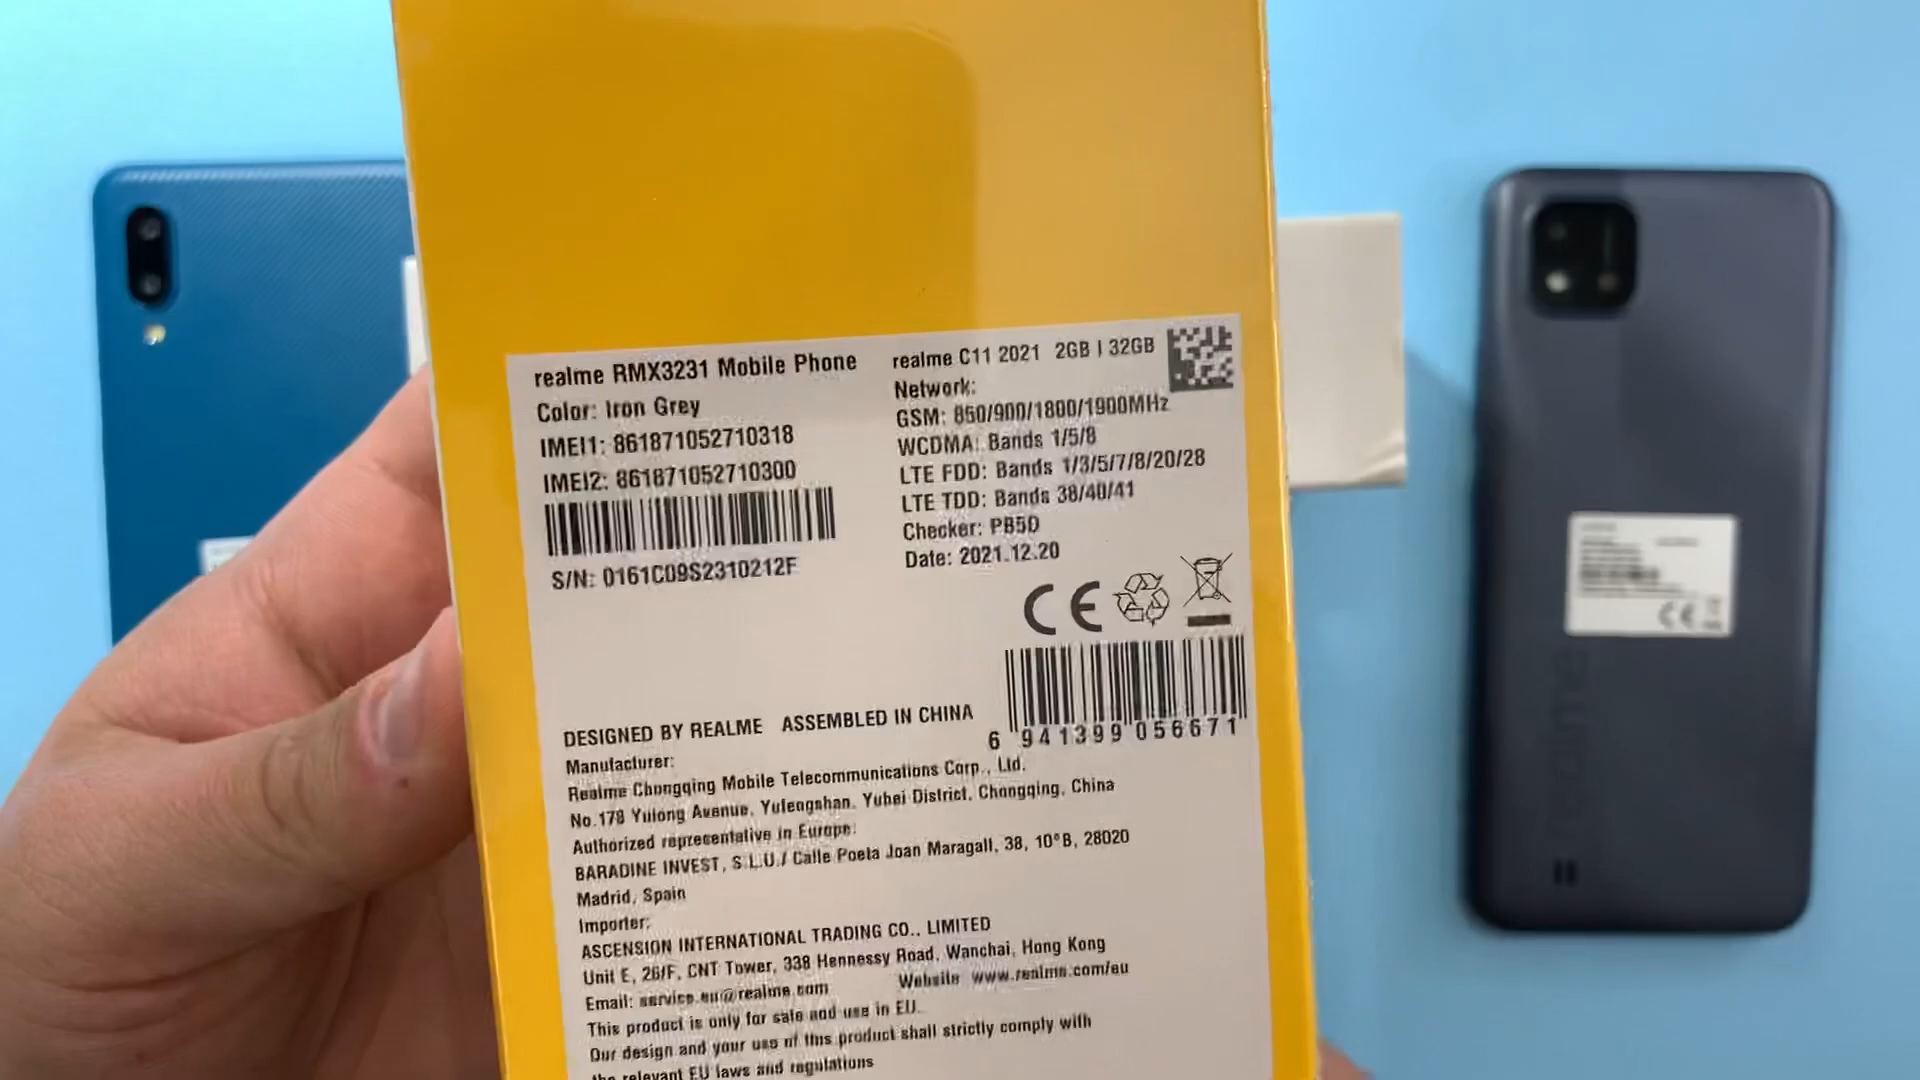 realme RMX3231 Mobile Phone
Color: Iron Grey
IMEI1: 861871052710318
IMEI2: 861871052710300
S/N: 0161C09S2310212F
realme C11 2021 2GB | 32GB
Network:
GSM: 850/900/1800/1900MHz
WCDMA: Bands 1/5/8
LTE FDD: Bands 1/3/5/7/8/20/28
LTE TDD: Bands 38/40/41
Checker: PB50
Date: 2021.12.20
CE
6 941399 056671
DESIGNED BY REALME ASSEMBLED IN CHINA
Manufacturer:
Realme Chongqing Mobile Telecommunications Corp., Ltd.
No.178 Yulong Avenue, Yufengshan, Yubei District, Chongqing, China
Authorized representative in Europe:
BARADINE INVEST, S.L.U./ Calle Poeta Joan Maragall, 38, 10°B, 28020
Madrid, Spain
Importer:
ASCENSION INTERNATIONAL TRADING CO., LIMITED
Unit E, 26/F, CNT Tower, 338 Hennessy Road, Wanchai, Hong Kong
Email: service.eu@realme.com Website www.realme.com/eu
This product is only for sale and use in EU.
Our design and your use of this product shall strictly comply with
the relevant EU laws and regulations
realme
CE